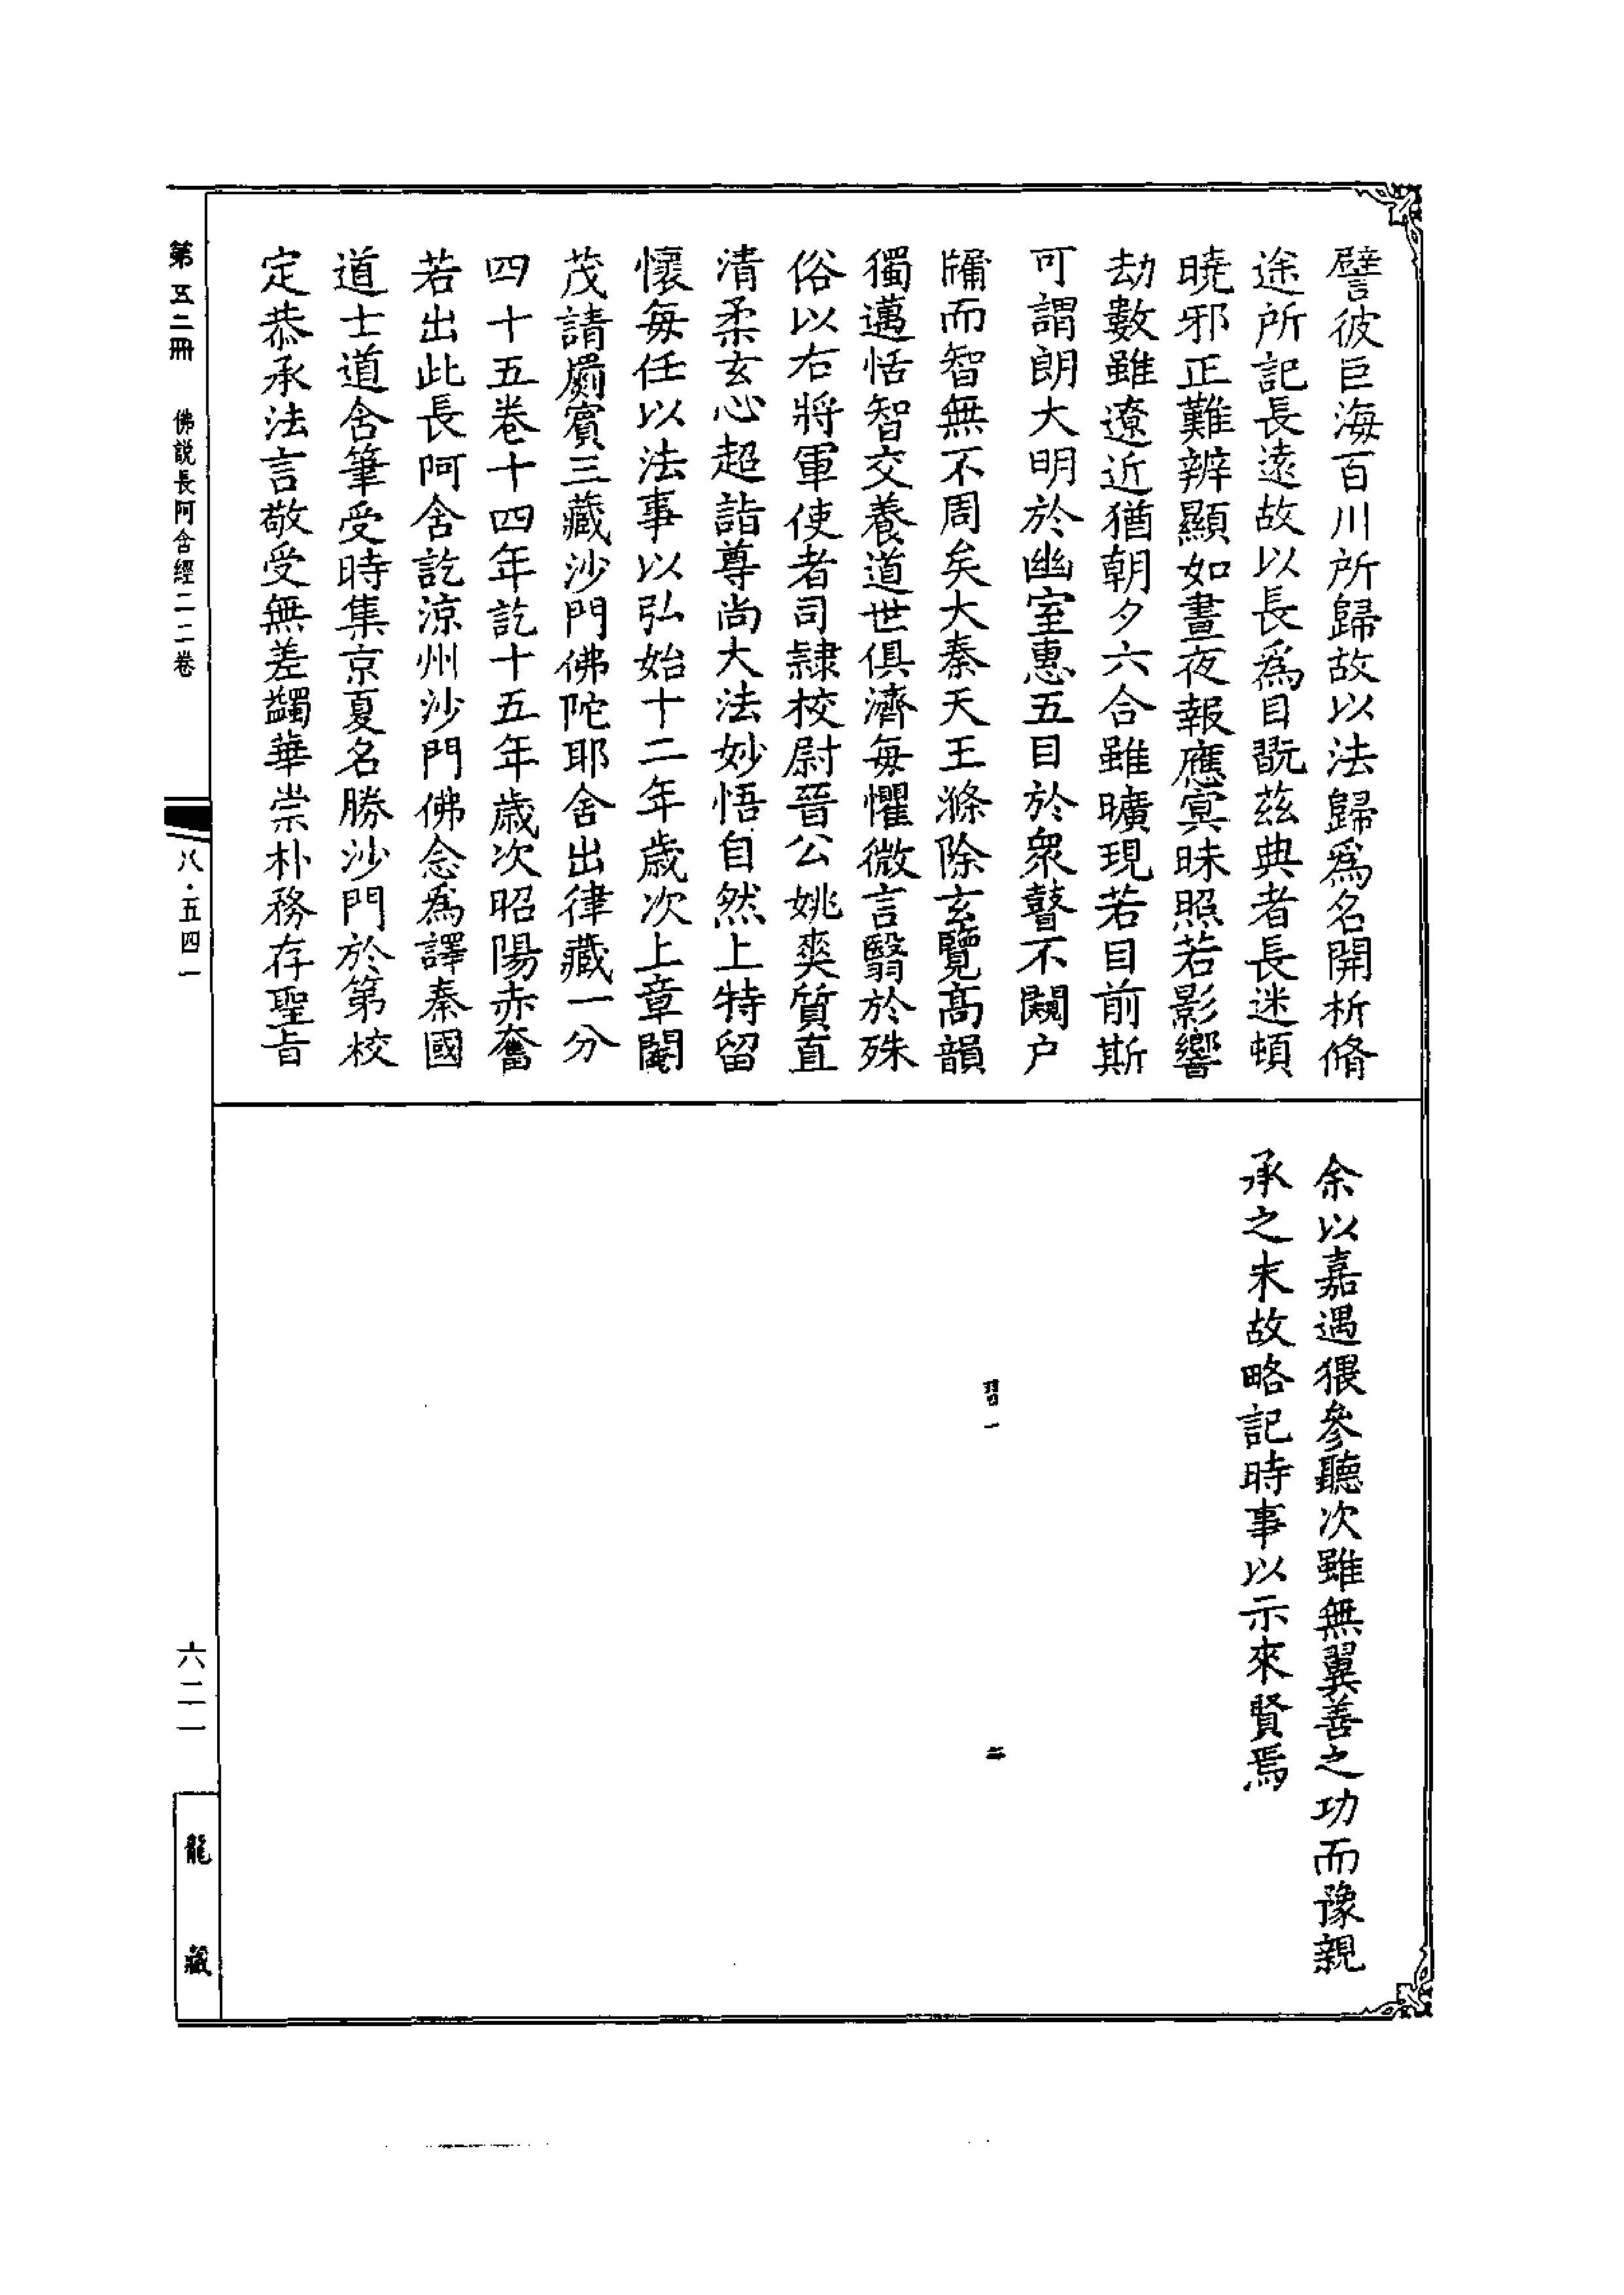 譬彼巨海百川所歸故以法歸爲名開析脩
途所記長遠故以長爲目翫茲典者長迷頓
曉邪正難辨顯如晝夜報應冥昧照若影響
劫數雖遼近猶朝夕六合雖曠現若目前斯
可謂朗大明於幽室惠五目於衆瞽不闚户
牖而智無不周矣大秦天王滌除玄覽高韻
獨邁恬智交養道世俱濟每懼微言翳於殊
俗以右將軍使者司隷校尉晉公姚爽質直
清柔玄心超詣尊尚大法妙悟自然上特留
懷每任以法事以弘始十二年歲次上章閹
茂請罽賓三藏沙門佛陀耶舍出律藏一分
四十五卷十四年訖十五年歲次昭陽赤奮
若出此長阿含訖涼州沙門佛念爲譯秦國
道士道含筆受時集京夏名勝沙門於第校
定恭承法言敬受無差蠲華崇朴務存聖旨
余以嘉遇猥參聽次雖無翼善之功而豫親
承之末故略記時事以示來賢焉
習一
二
第五二冊
佛説長阿含經二二卷
八·五四一
六二一
龍藏